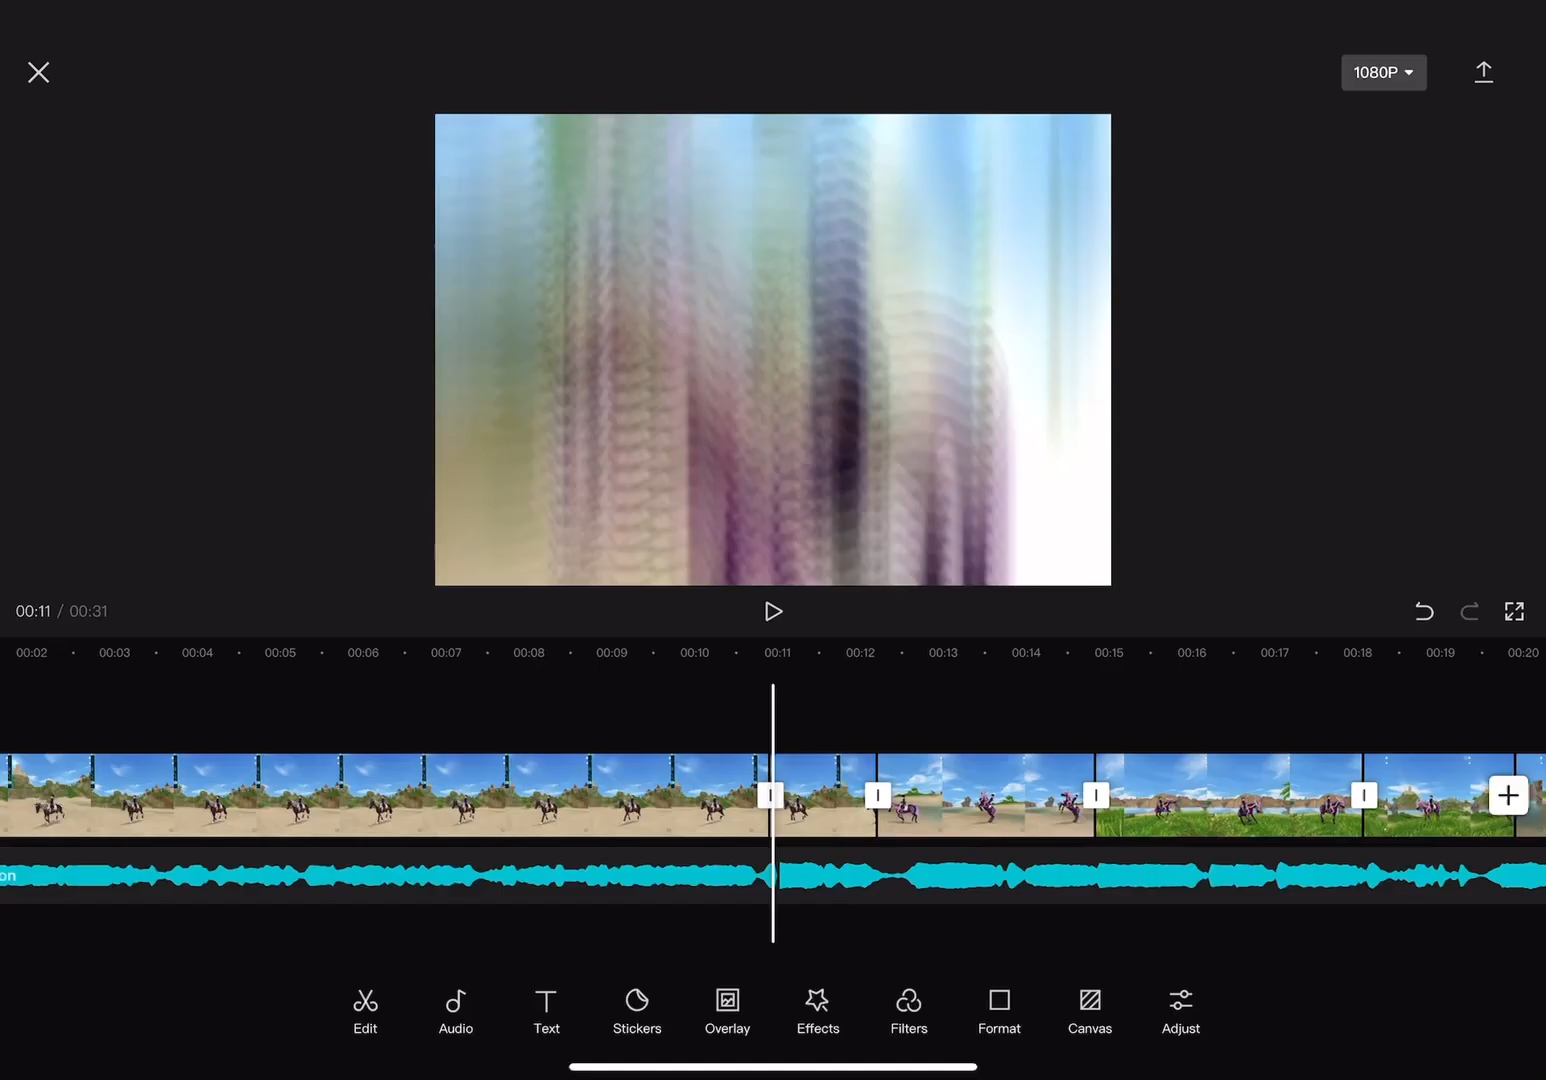 1080P
00:11 / 00:31
00:02 00:03 00:04 00:05 00:06 00:07 00:08 00:09 00:10 00:11 00:12 00:13 00:14 00:15 00:16 00:17 00:18 00:19 00:20
on
Edit Audio Text Stickers Overlay Effects Filters Format Canvas Adjust